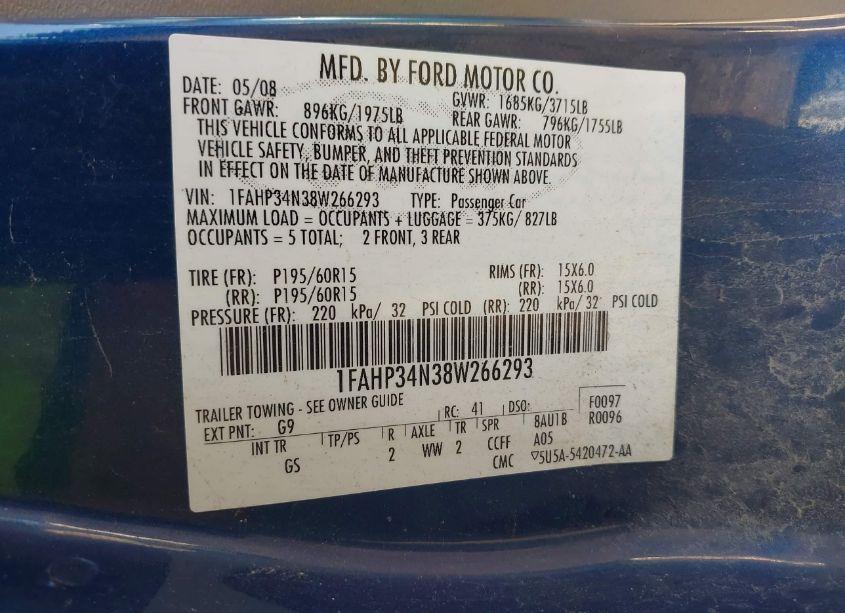 MFD. BY FORD MOTOR CO.
DATE: 05/08 GVWR: 1685KG/3715LB
FRONT GAWR: 896KG/1975LB REAR GAWR: 796KG/1755LB
THIS VEHICLE CONFORMS TO ALL APPLICABLE FEDERAL MOTOR
VEHICLE SAFETY, BUMPER, AND THEFT PREVENTION STANDARDS
IN EFFECT ON THE DATE OF MANUFACTURE SHOWN ABOVE.
VIN: 1FAHP34N38W266293 TYPE: Passenger Car
MAXIMUM LOAD = OCCUPANTS + LUGGAGE = 375KG/ 827LB
OCCUPANTS = 5 TOTAL; 2 FRONT, 3 REAR
TIRE (FR): P195/60R15 RIMS (FR): 15X6.0
(RR): P195/60R15 (RR): 15X6.0
PRESSURE (FR): 220 kPa/ 32 PSI COLD (RR): 220 kPa/ 32 PSI COLD
1FAHP34N38W266293
TRAILER TOWING - SEE OWNER GUIDE F0097
EXT PNT: G9 RC: 41 DSO: R0096
INT TR TP/PS R AXLE TR SPR 8AU1B
GS 2 WW 2 CCFF A05
CMC ▽5U5A-5420472-AA